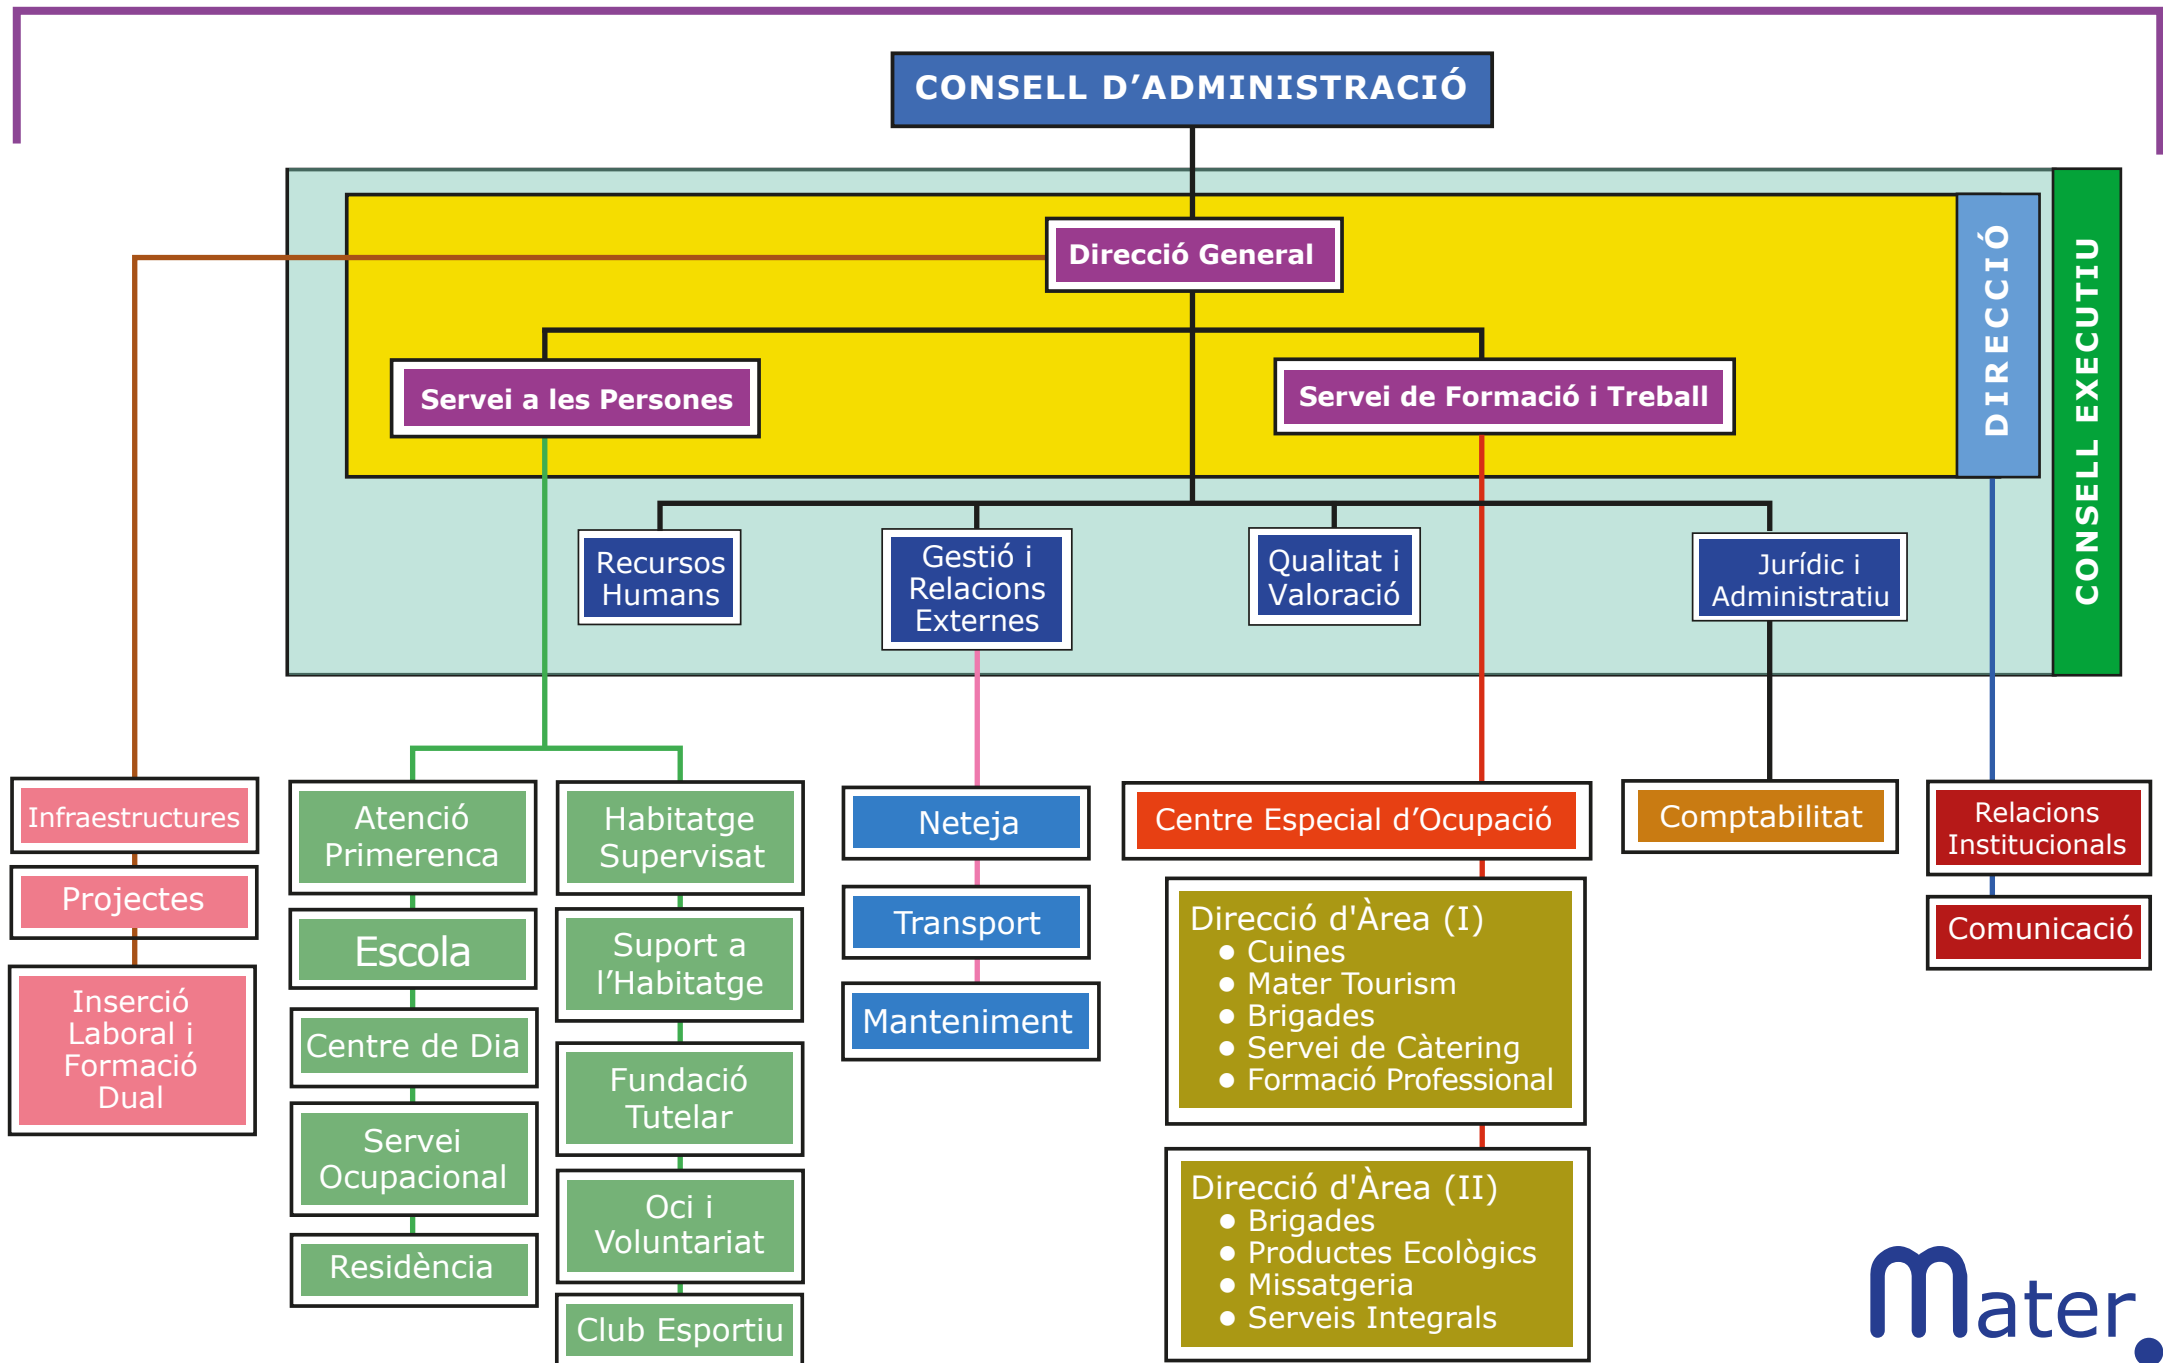 CONSELL D’ADMINISTRACIÓ
Direcció General
DIRECCIÓ
CONSELL EXECUTIU
Servei a les Persones
Servei de Formació i Treball
Recursos
Humans
Gestió i
Relacions
Externes
Qualitat i
Valoració
Jurídic i
Administratiu
Infraestructures
Projectes
Inserció
Laboral i
Formació
Dual
Atenció
Primerenca
Escola
Centre de Dia
Servei
Ocupacional
Residència
Habitatge
Supervisat
Suport a
l’Habitatge
Fundació
Tutelar
Oci i
Voluntariat
Club Esportiu
Neteja
Transport
Manteniment
Centre Especial d’Ocupació
Direcció d'Àrea (I)
● Cuines
● Mater Tourism
● Brigades
● Servei de Càtering
● Formació Professional
Direcció d'Àrea (II)
● Brigades
● Productes Ecològics
● Missatgeria
● Serveis Integrals
Comptabilitat
Relacions
Institucionals
Comunicació
mater.